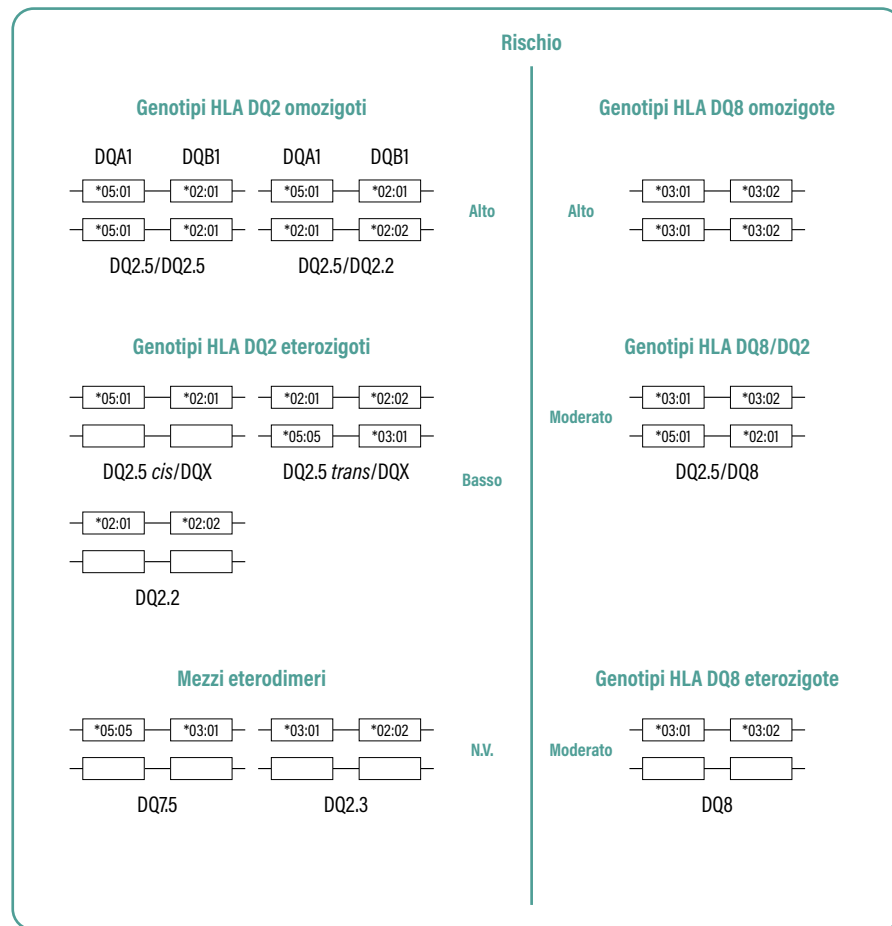 Rischio
Genotipi HLA DQ2 omozigoti
DQA1 DQB1 DQA1 DQB1
*05:01 *02:01 *05:01 *02:01
*05:01 *02:01 *02:01 *02:02
DQ2.5/DQ2.5 DQ2.5/DQ2.2
Alto
Genotipi HLA DQ2 eterozigoti
*05:01 *02:01 *02:01 *02:02
*05:05 *03:01
DQ2.5 cis/DQX DQ2.5 trans/DQX
Basso
*02:01 *02:02
DQ2.2
Mezzi eterodimeri
*05:05 *03:01 *03:01 *02:02
N.V.
DQ7.5 DQ2.3
Genotipi HLA DQ8 omozigote
*03:01 *03:02
Alto
*03:01 *03:02
Genotipi HLA DQ8/DQ2
*03:01 *03:02
Moderato
*05:01 *02:01
DQ2.5/DQ8
Genotipi HLA DQ8 eterozigote
*03:01 *03:02
Moderato
DQ8